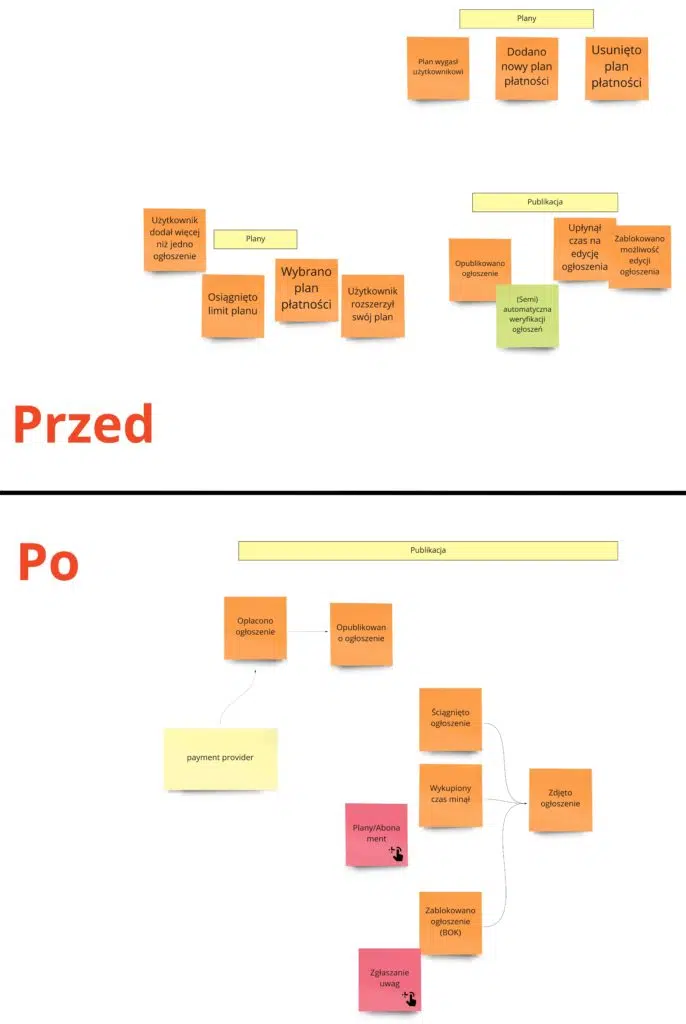 Plany
Plan wygasł
użytkownikowi
Dodano
nowy plan
płatności
Usunięto
plan
płatności
Użytkownik
dodał więcej
niż jedno
ogłoszenie
Plany
Osiągnięto
limit planu
Wybrano
plan
płatności
Użytkownik
rozszerzył
swój plan
Publikacja
Opublikowano
ogłoszenie
(Semi)
automatyczna
weryfikacji
ogłoszeń
Upłynął
czas na
edycję
ogłoszenia
Zablokowano
możliwość
edycji
ogłoszenia
Przed
Po
Publikacja
Opłacono
ogłoszenie
Opublikowan
o ogłoszenie
payment provider
Ściągnięto
ogłoszenie
Wykupiony
czas minął
Zdjęto
ogłoszenie
Plany/Abona
ment
Zablokowano
ogłoszenie
(BOK)
Zgłaszanie
uwag